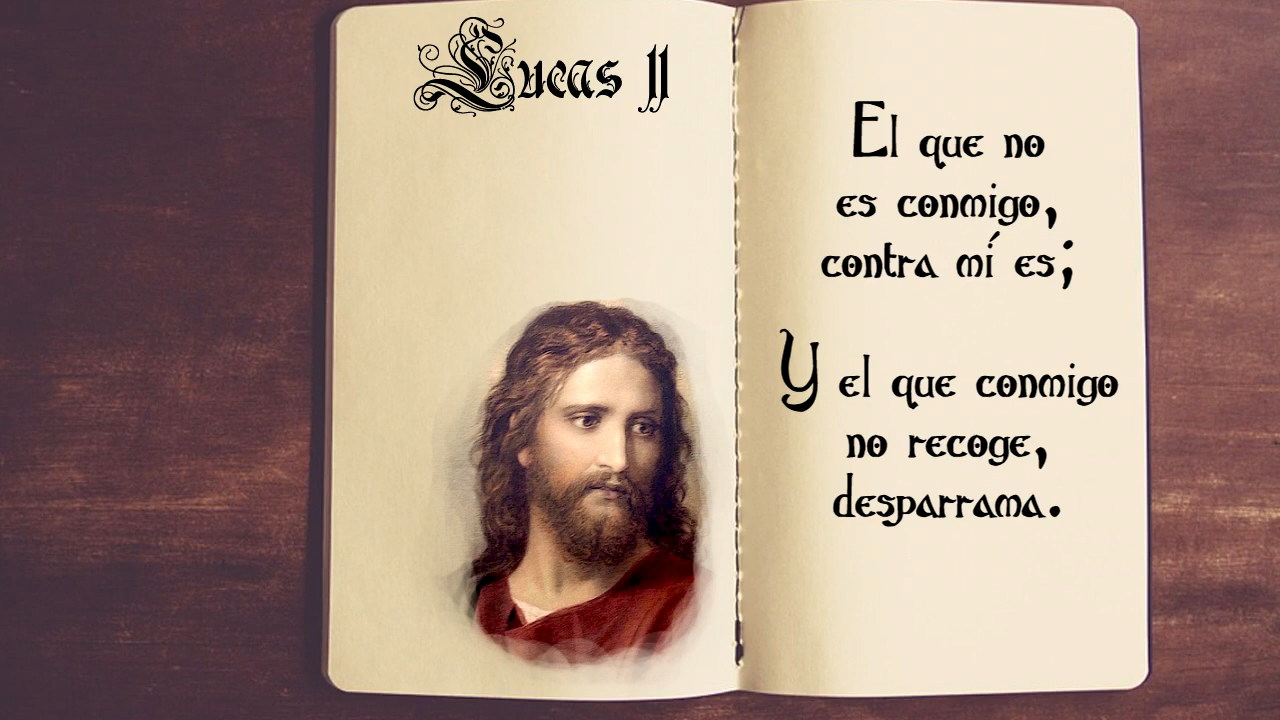 Lucas 11
El que no
es conmigo,
contra mí es;
Y el que conmigo
no recoge,
desparrama.